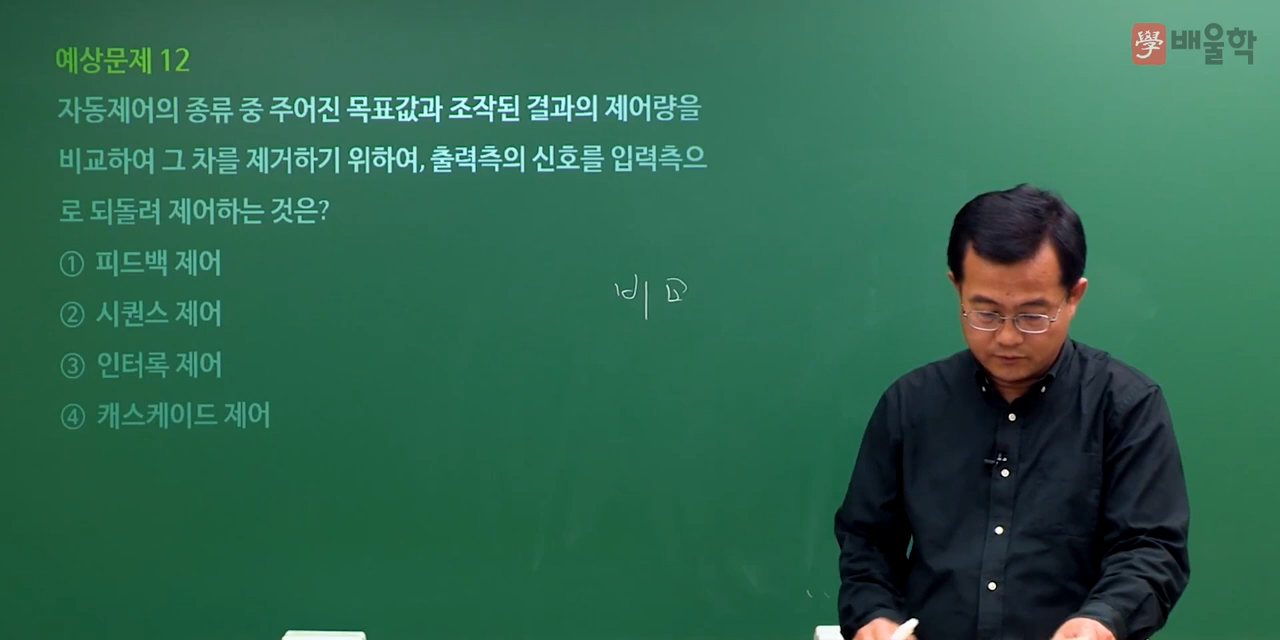 예상문제 12
자동제어의 종류 중 주어진 목표값과 조작된 결과의 제어량을
비교하여 그 차를 제거하기 위하여, 출력측의 신호를 입력측으
로 되돌려 제어하는 것은?
① 피드백 제어
② 시퀀스 제어
③ 인터록 제어
④ 캐스케이드 제어
비교
學 배울학